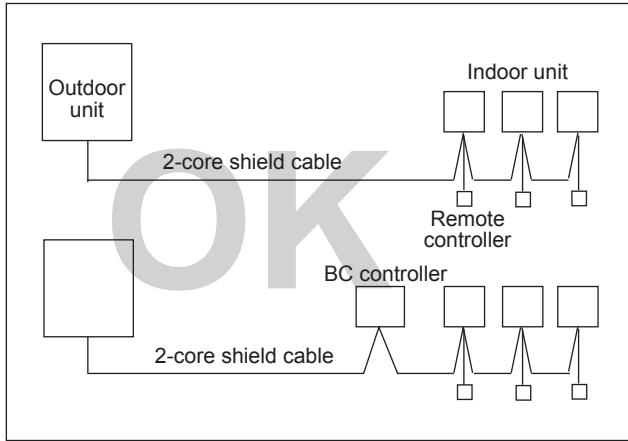 Outdoor
unit
Indoor unit
2-core shield cable
OK
Remote
controller
BC controller
2-core shield cable